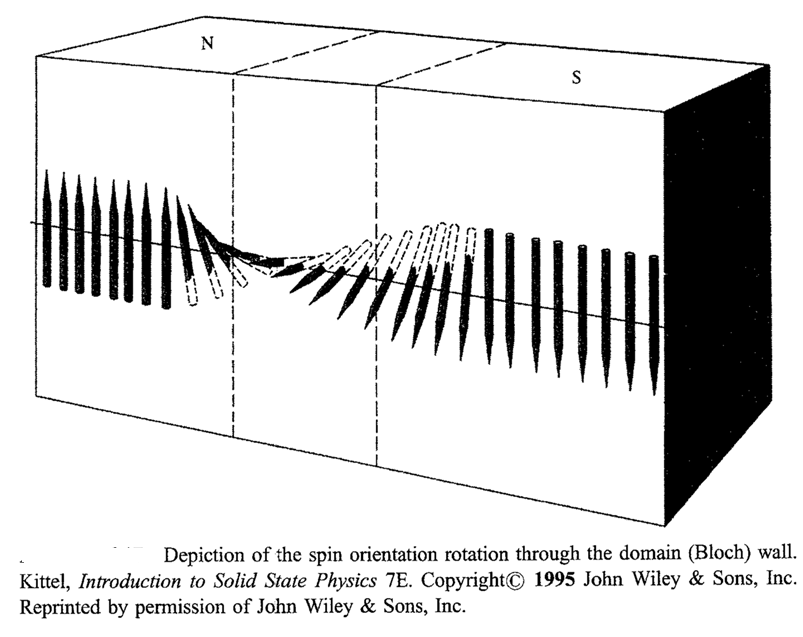 N
S
Depiction of the spin orientation rotation through the domain (Bloch) wall.
Kittel, Introduction to Solid State Physics 7E. Copyright© 1995 John Wiley & Sons, Inc.
Reprinted by permission of John Wiley & Sons, Inc.